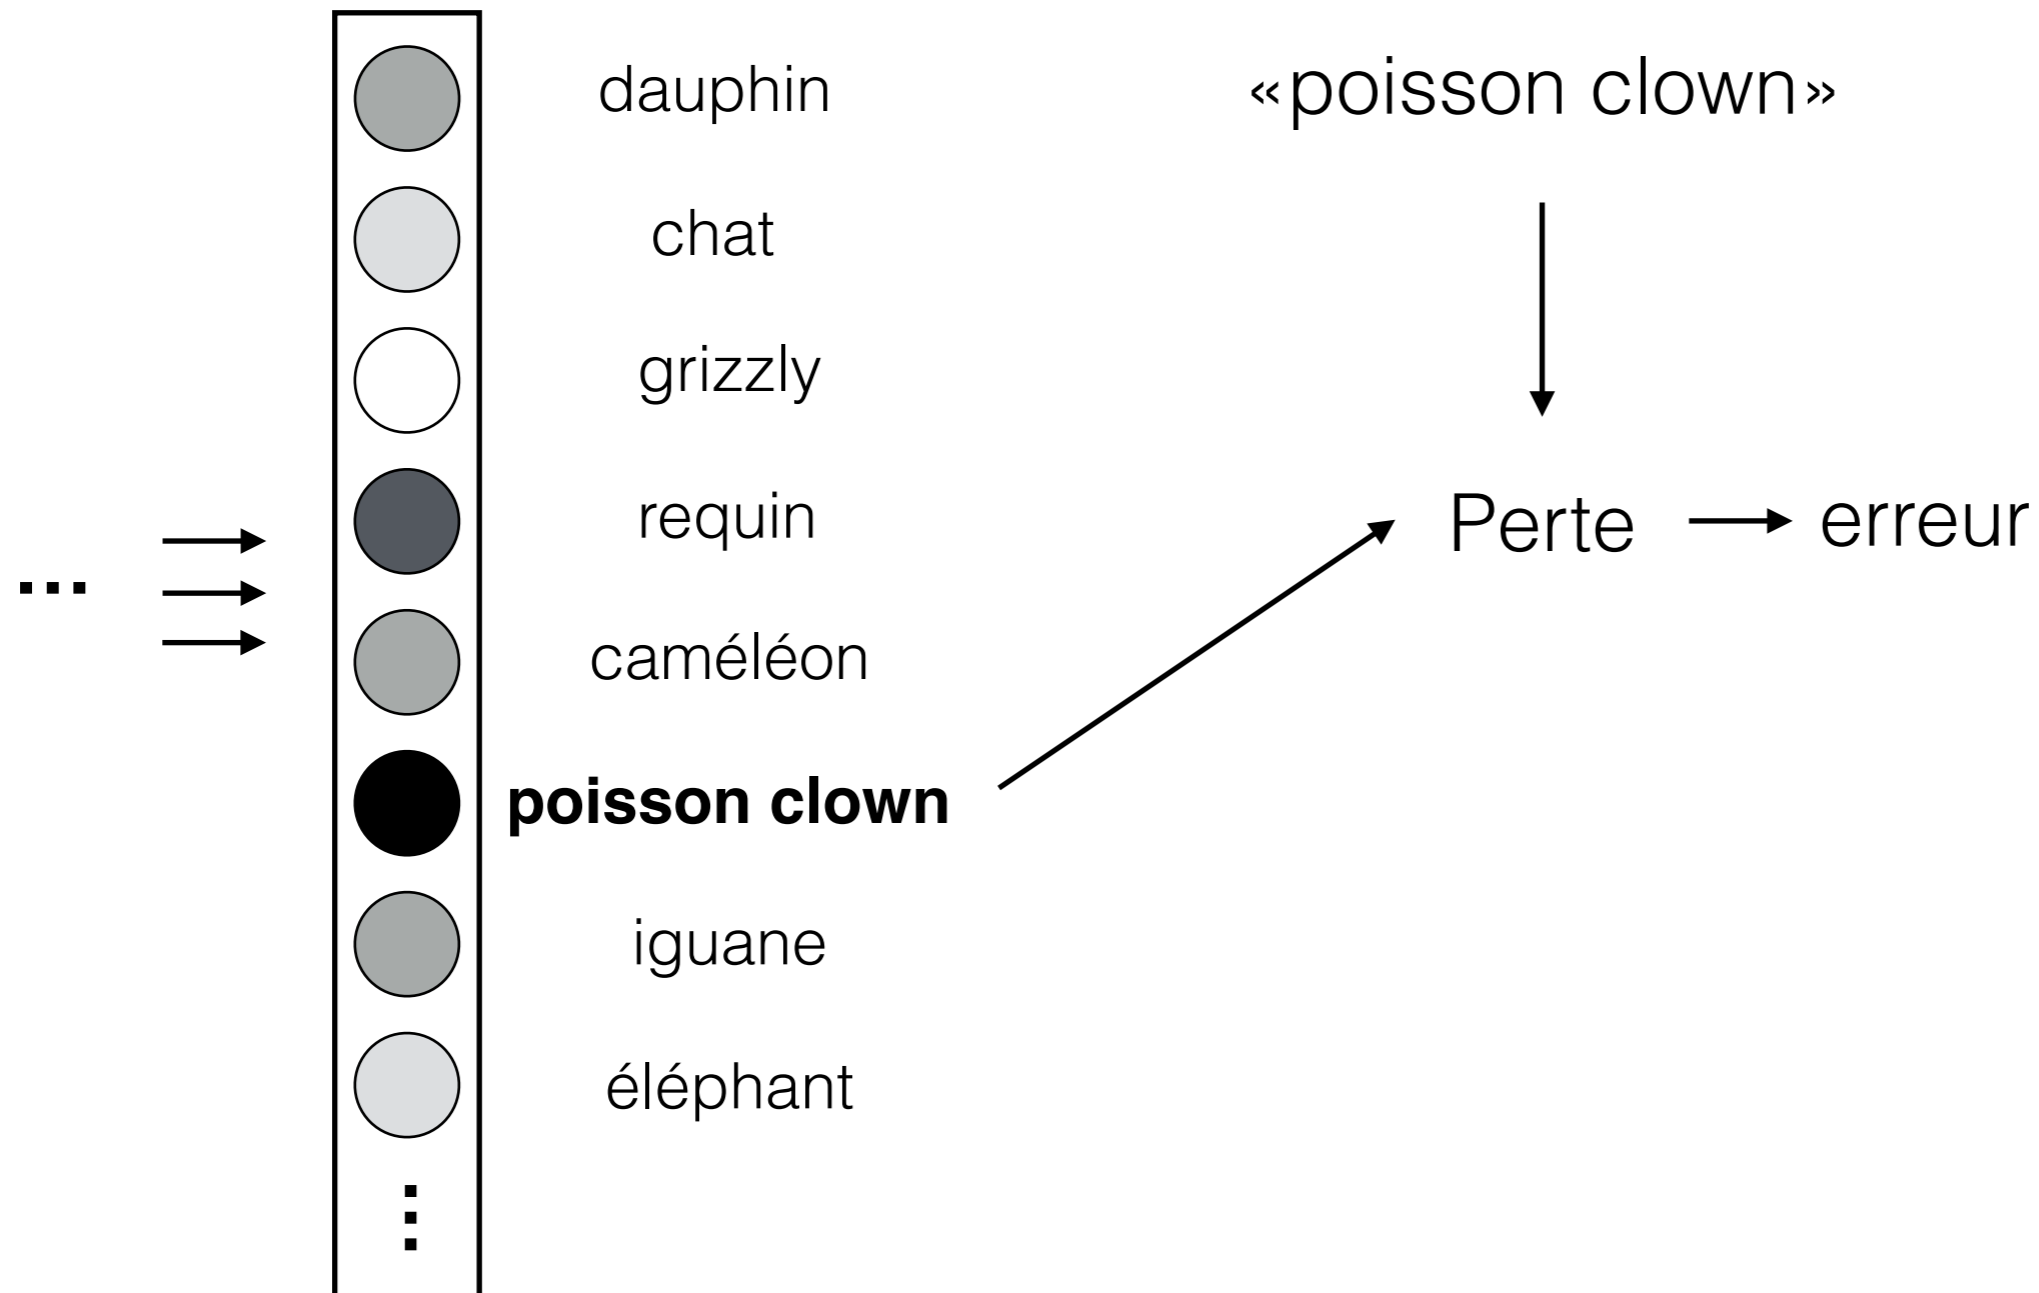 dauphin
chat
grizzly
requin
caméléon
poisson clown
iguane
éléphant
...
...
«poisson clown»
Perte
erreur